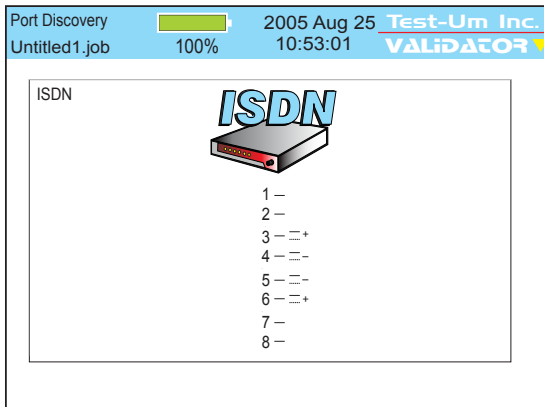 Port Discovery
100%
2005 Aug 25
Test-Um Inc.
Untitled1.job
10:53:01
VALIDATOR
ISDN
ISDN
1 –
2 –
3 – +
4 – –
5 – –
6 – +
7 –
8 –